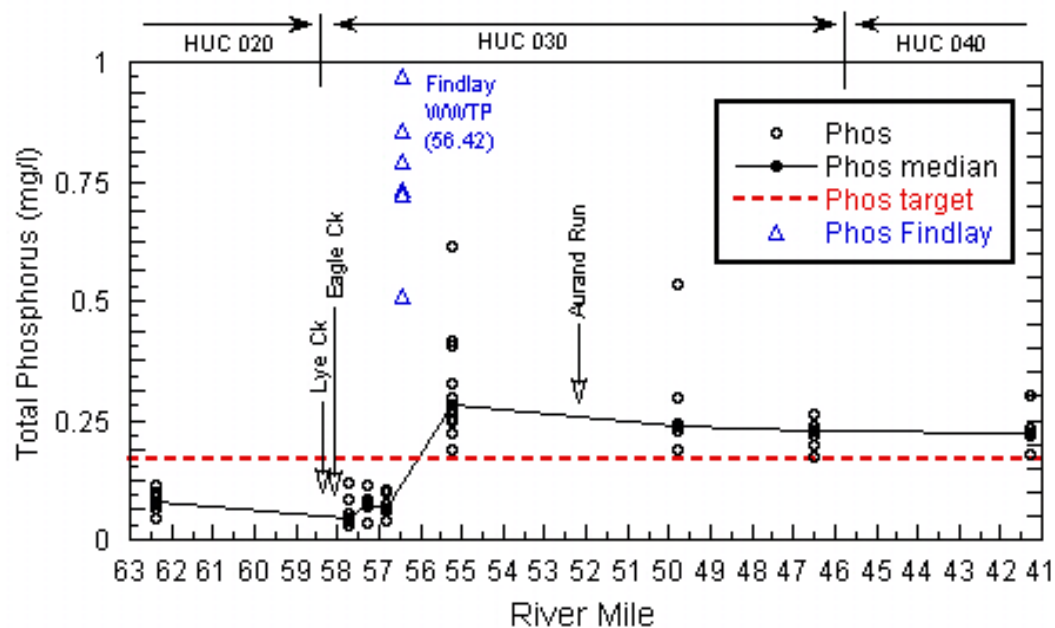 HUC 020
HUC 030
HUC 040
Total Phosphorus (mg/l)
1
0.75
0.5
0.25
0
Findlay
WWTP
(56.42)
Lye Ck
Eagle Ck
Aurand Run
Phos
Phos median
Phos target
Phos Findlay
63 62 61 60 59 58 57 56 55 54 53 52 51 50 49 48 47 46 45 44 43 42 41
River Mile